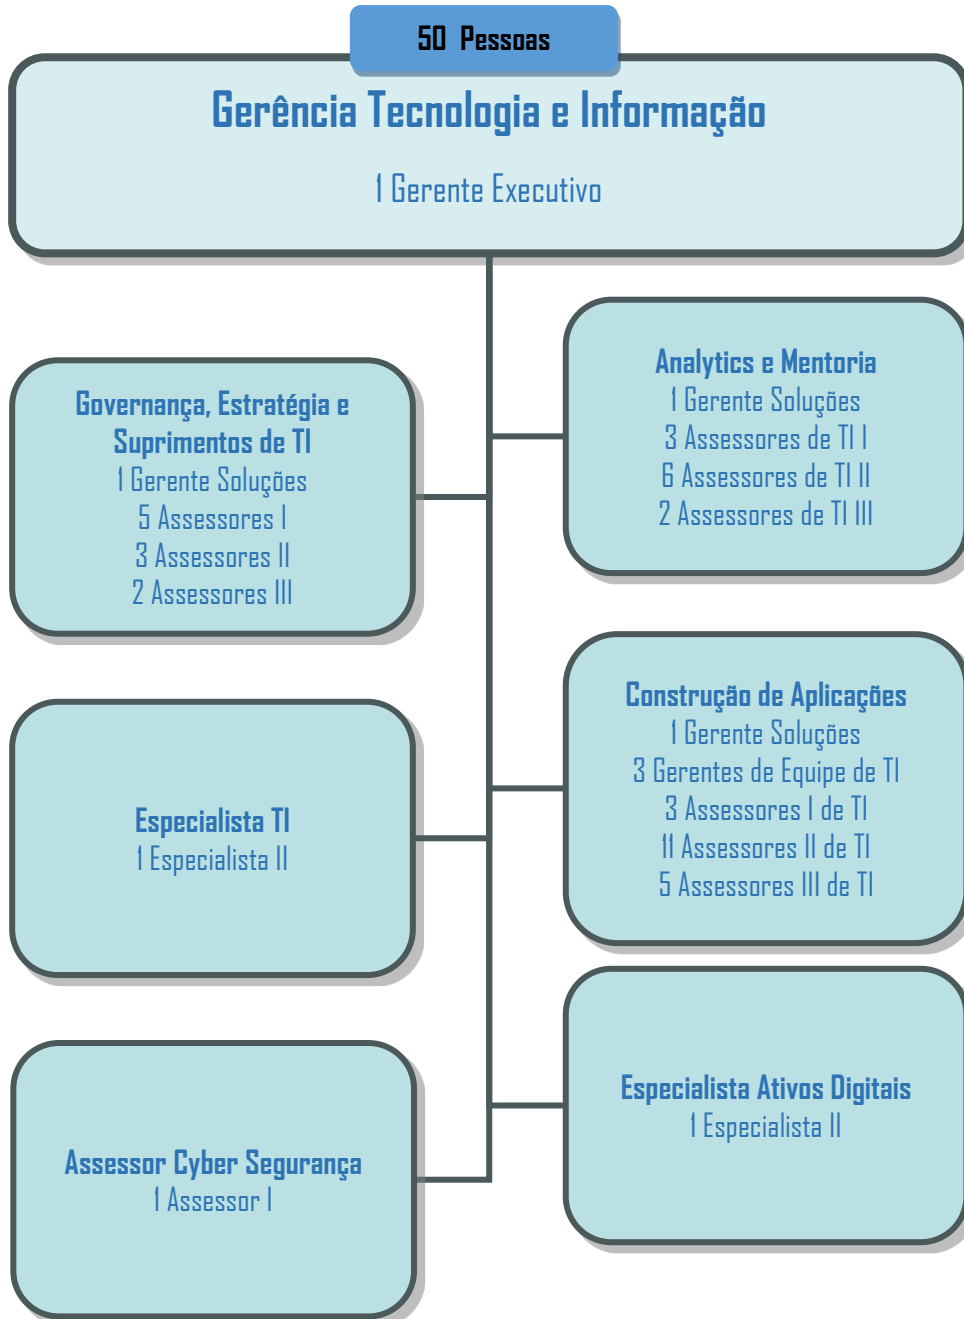 50 Pessoas
Gerência Tecnologia e Informação
1 Gerente Executivo
Governança, Estratégia e
Suprimentos de TI
1 Gerente Soluções
5 Assessores I
3 Assessores II
2 Assessores III
Analytics e Mentoria
1 Gerente Soluções
3 Assessores de TI I
6 Assessores de TI II
2 Assessores de TI III
Especialista TI
1 Especialista II
Construção de Aplicações
1 Gerente Soluções
3 Gerentes de Equipe de TI
3 Assessores I de TI
11 Assessores II de TI
5 Assessores III de TI
Assessor Cyber Segurança
1 Assessor I
Especialista Ativos Digitais
1 Especialista II